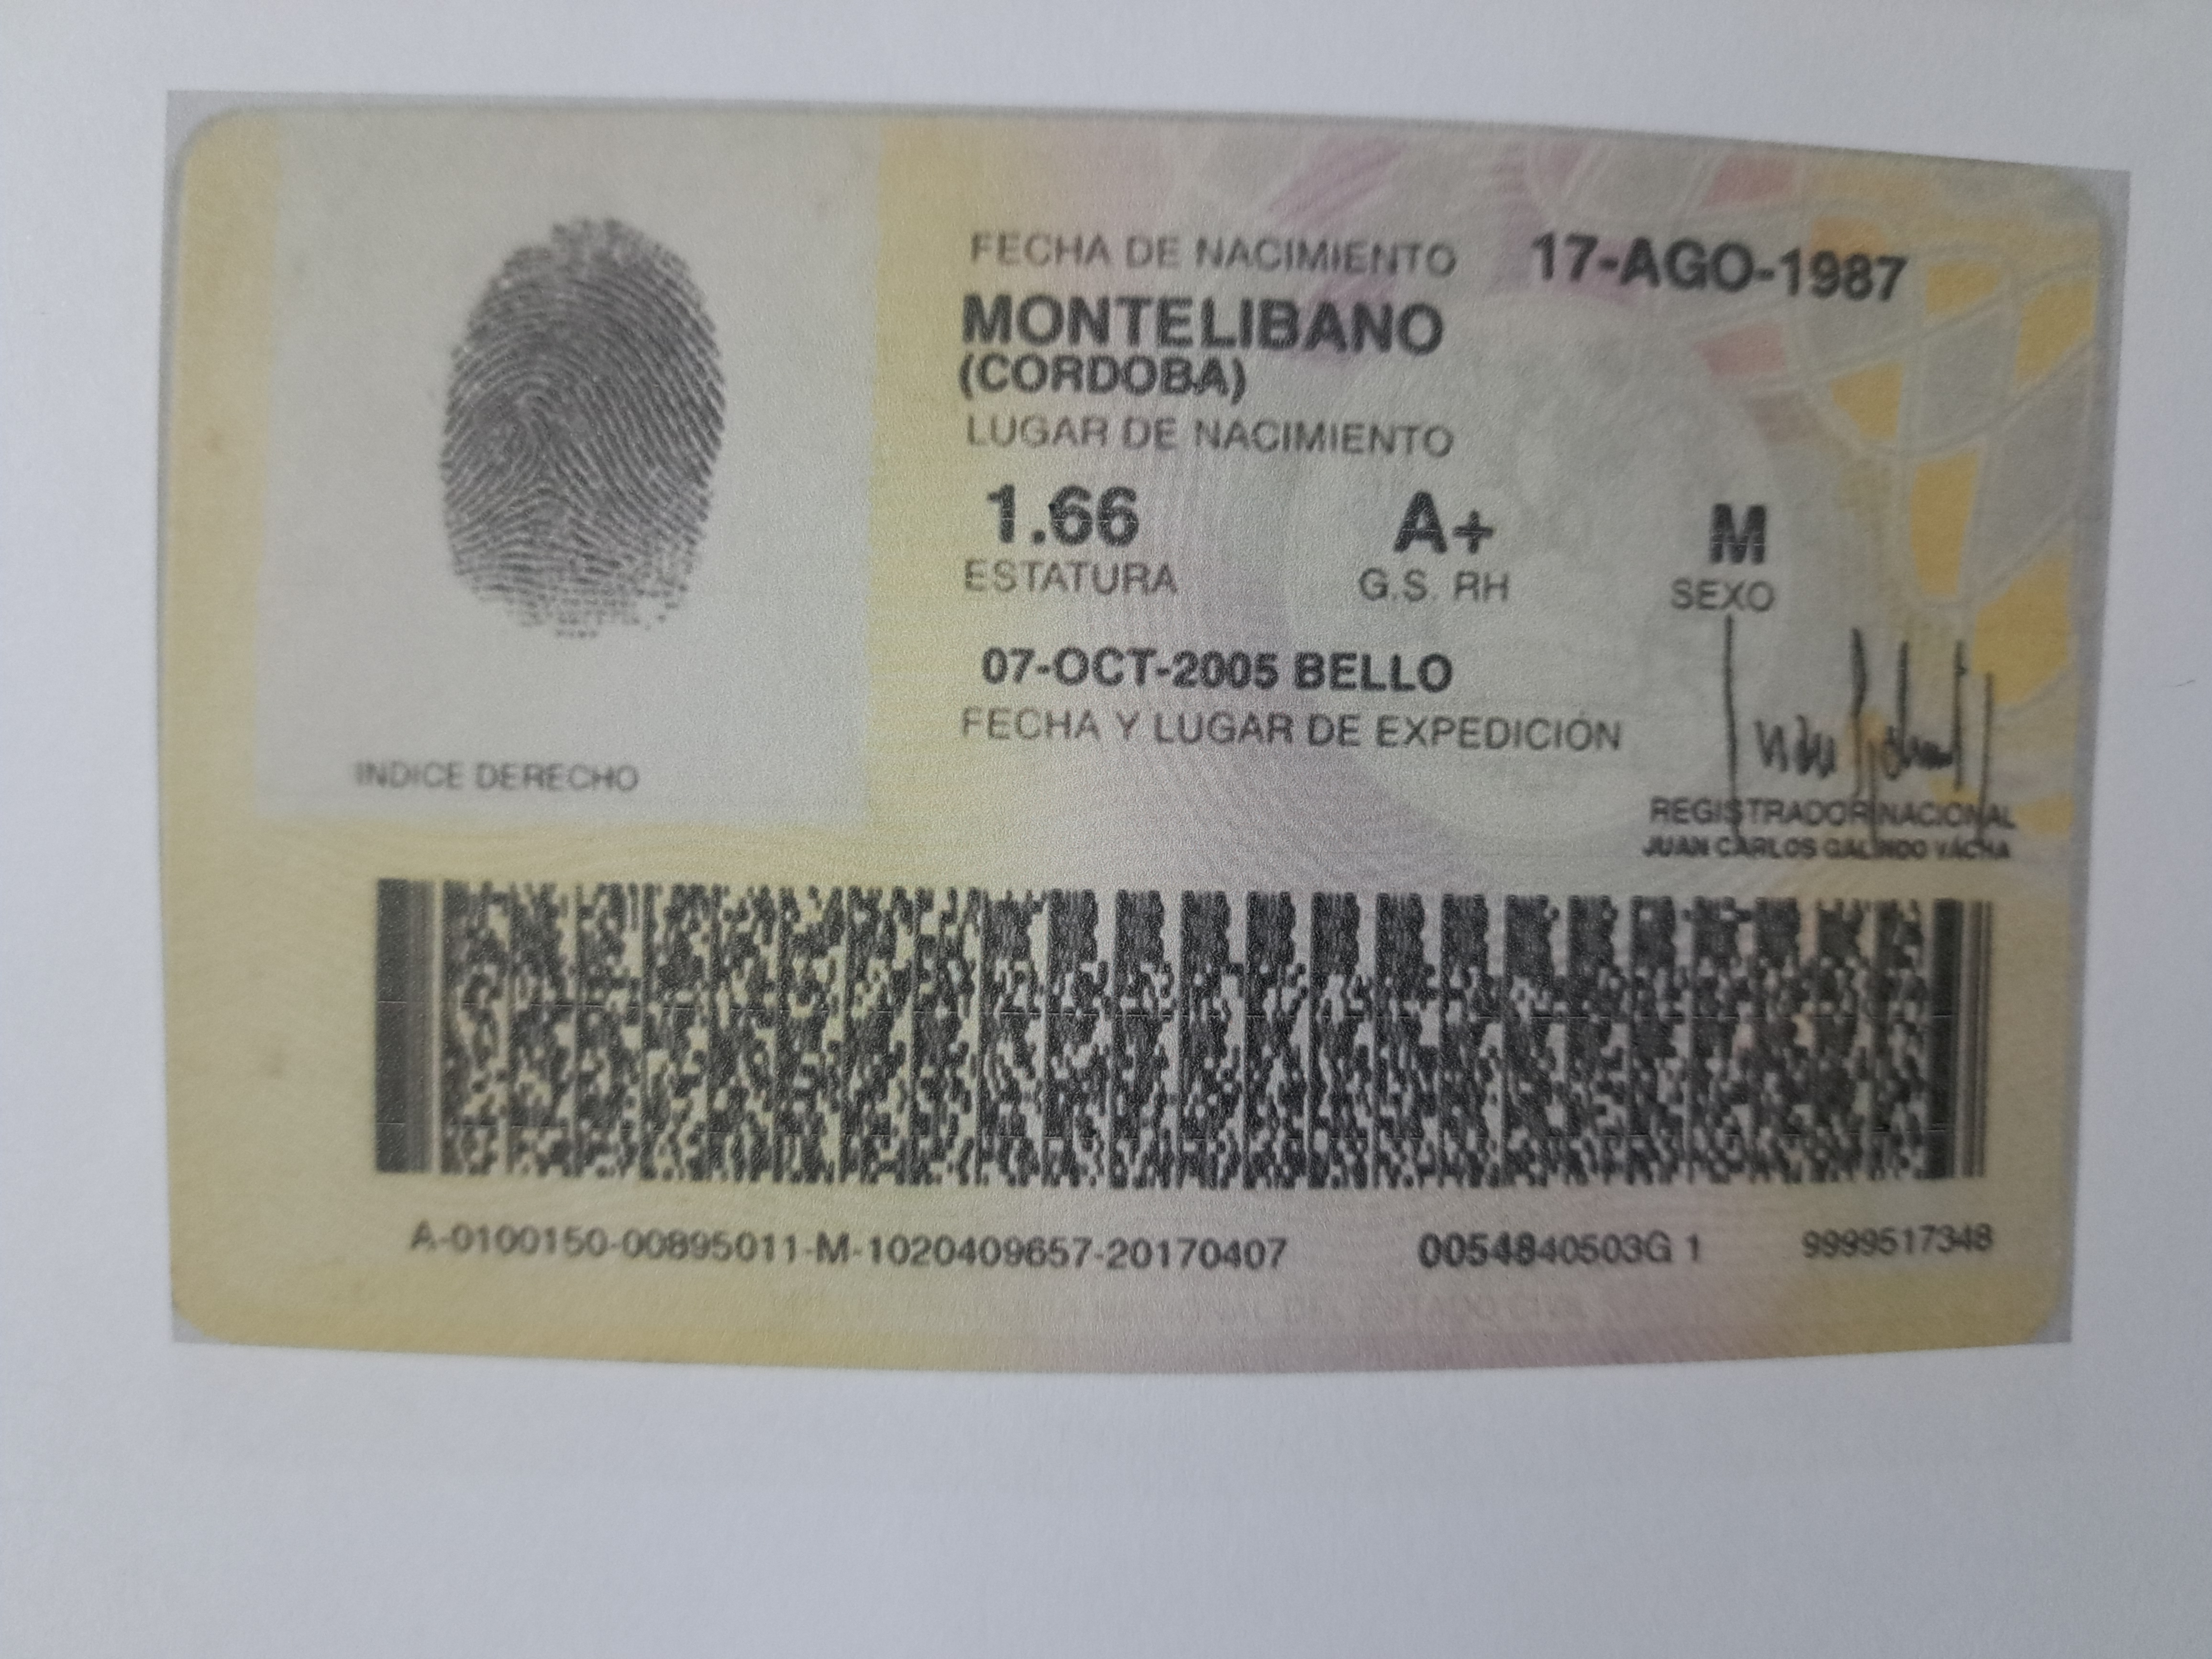 FECHA DE NACIMIENTO 17-AGO-1987
MONTELIBANO
(CORDOBA)
LUGAR DE NACIMIENTO
1.66 A+ M
ESTATURA G.S. RH SEXO
07-OCT-2005 BELLO
FECHA Y LUGAR DE EXPEDICIÓN
INDICE DERECHO
REGISTRADOR NACIONAL
JUAN CARLOS GALINDO VÁCHA
A-0100150-00895011-M-1020409657-20170407 0054840503G 1 9999517348